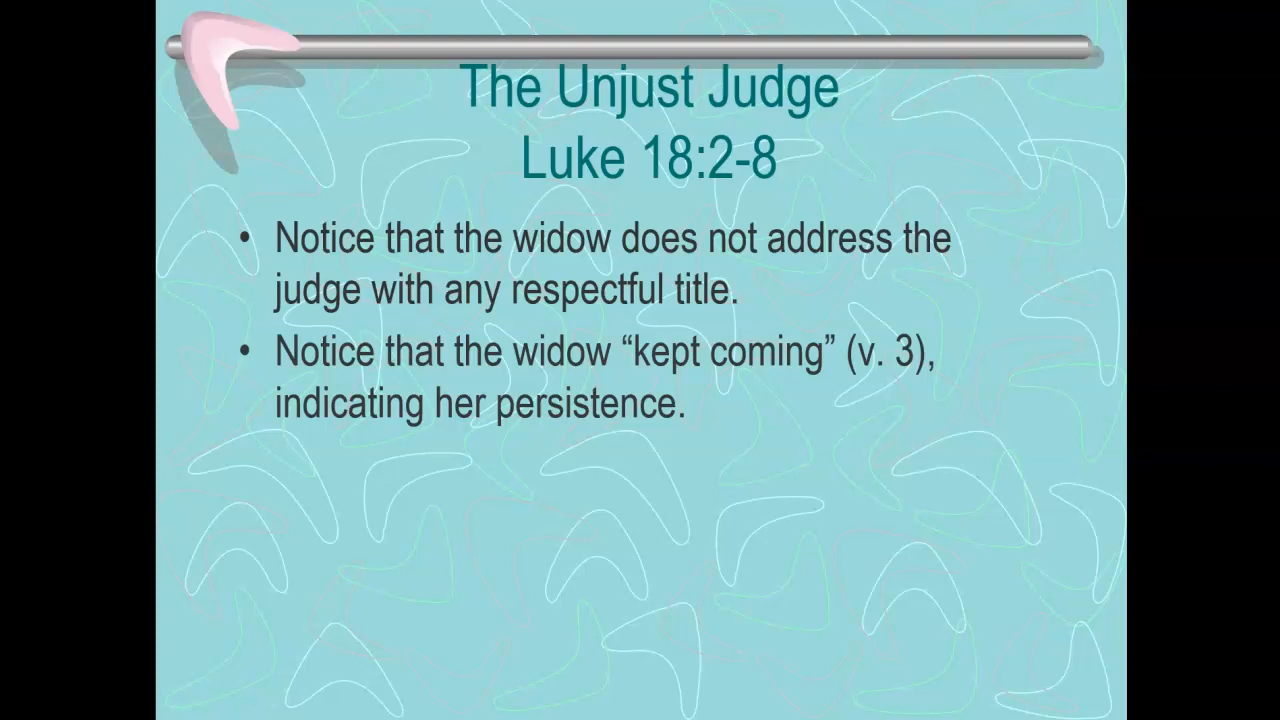 The Unjust Judge
Luke 18:2-8
• Notice that the widow does not address the
judge with any respectful title.
• Notice that the widow “kept coming” (v. 3),
indicating her persistence.